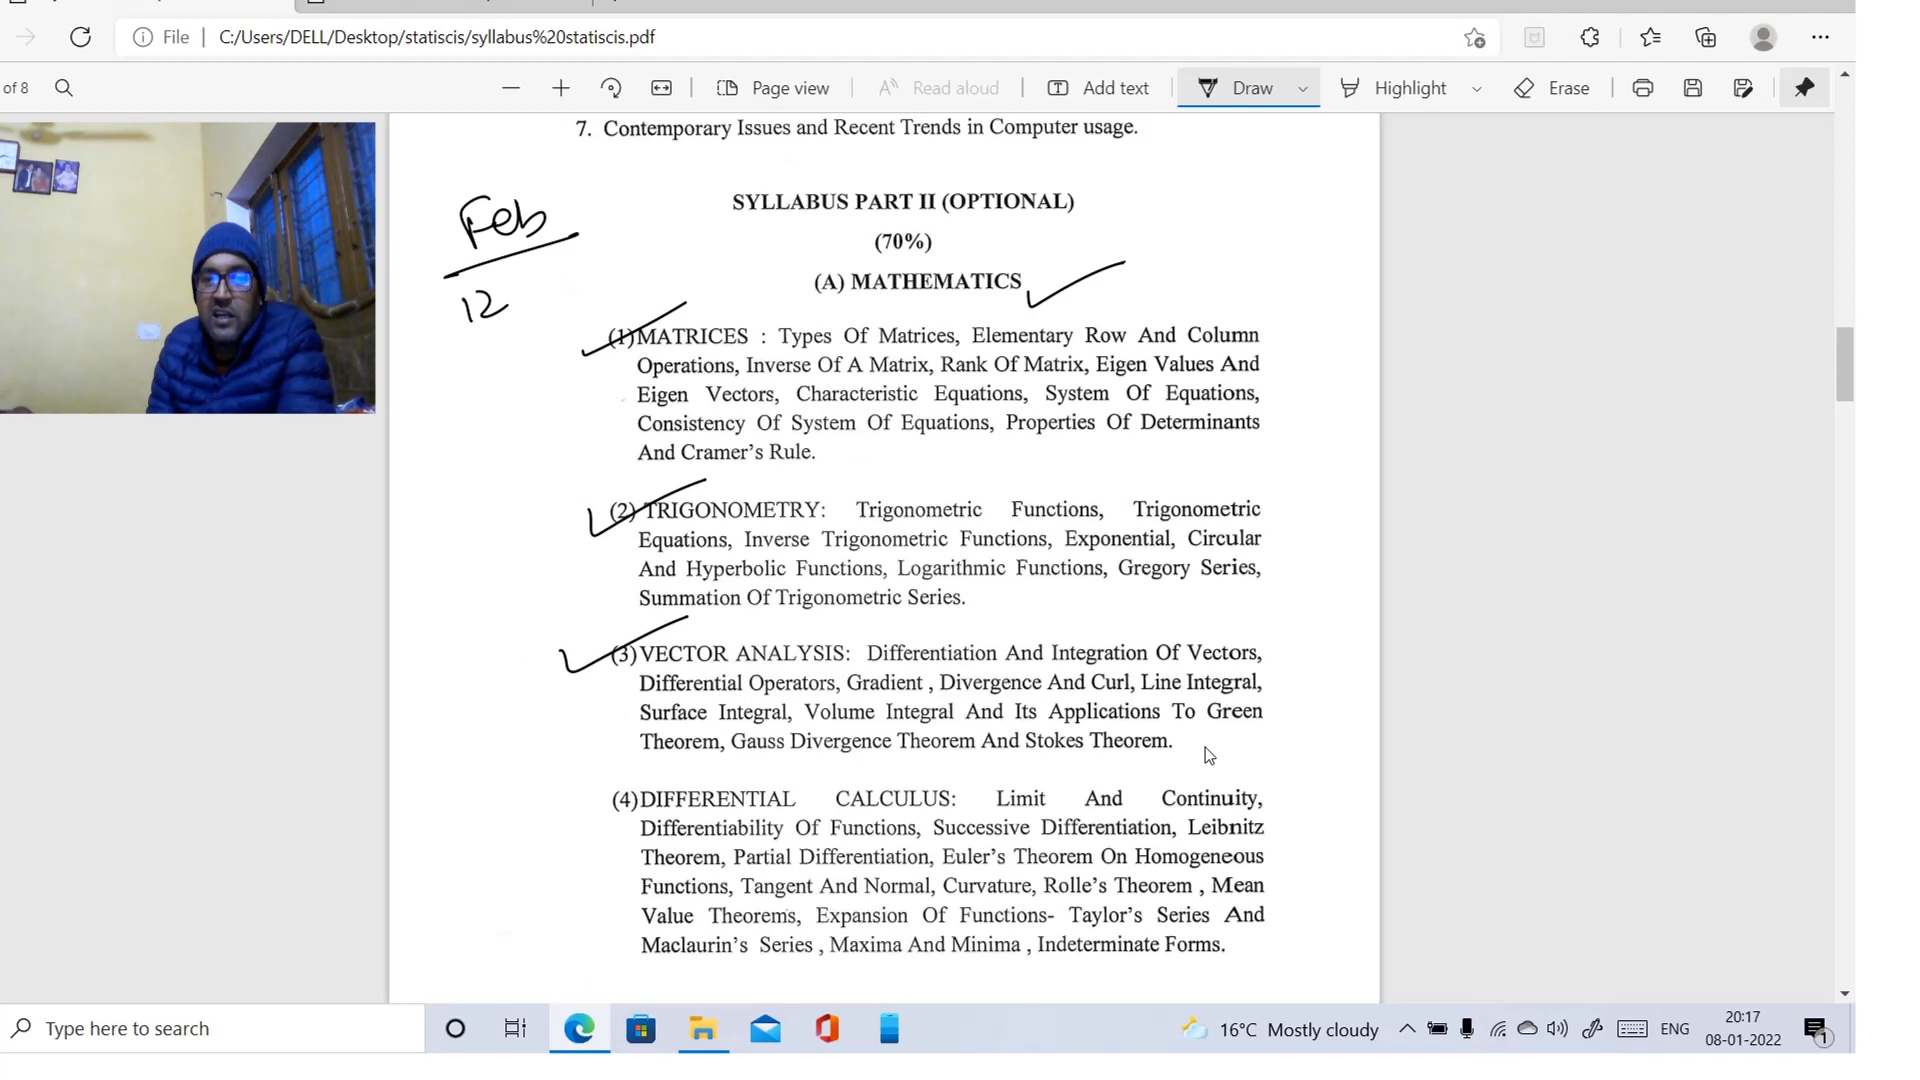 File C:/Users/DELL/Desktop/statiscis/syllabus%20statiscis.pdf
of 8 Page view Read aloud Add text Draw Highlight Erase
7. Contemporary Issues and Recent Trends in Computer usage.
SYLLABUS PART II (OPTIONAL)
(70%)
(A) MATHEMATICS
Feb
12
(1)MATRICES : Types Of Matrices, Elementary Row And Column
Operations, Inverse Of A Matrix, Rank Of Matrix, Eigen Values And
Eigen Vectors, Characteristic Equations, System Of Equations,
Consistency Of System Of Equations, Properties Of Determinants
And Cramer's Rule.
(2) TRIGONOMETRY: Trigonometric Functions, Trigonometric
Equations, Inverse Trigonometric Functions, Exponential, Circular
And Hyperbolic Functions, Logarithmic Functions, Gregory Series,
Summation Of Trigonometric Series.
(3)VECTOR ANALYSIS: Differentiation And Integration Of Vectors,
Differential Operators, Gradient , Divergence And Curl, Line Integral,
Surface Integral, Volume Integral And Its Applications To Green
Theorem, Gauss Divergence Theorem And Stokes Theorem.
(4)DIFFERENTIAL CALCULUS: Limit And Continuity,
Differentiability Of Functions, Successive Differentiation, Leibnitz
Theorem, Partial Differentiation, Euler's Theorem On Homogeneous
Functions, Tangent And Normal, Curvature, Rolle's Theorem , Mean
Value Theorems, Expansion Of Functions- Taylor's Series And
Maclaurin's Series , Maxima And Minima , Indeterminate Forms.
Type here to search 16°C Mostly cloudy ENG 20:17
08-01-2022 1